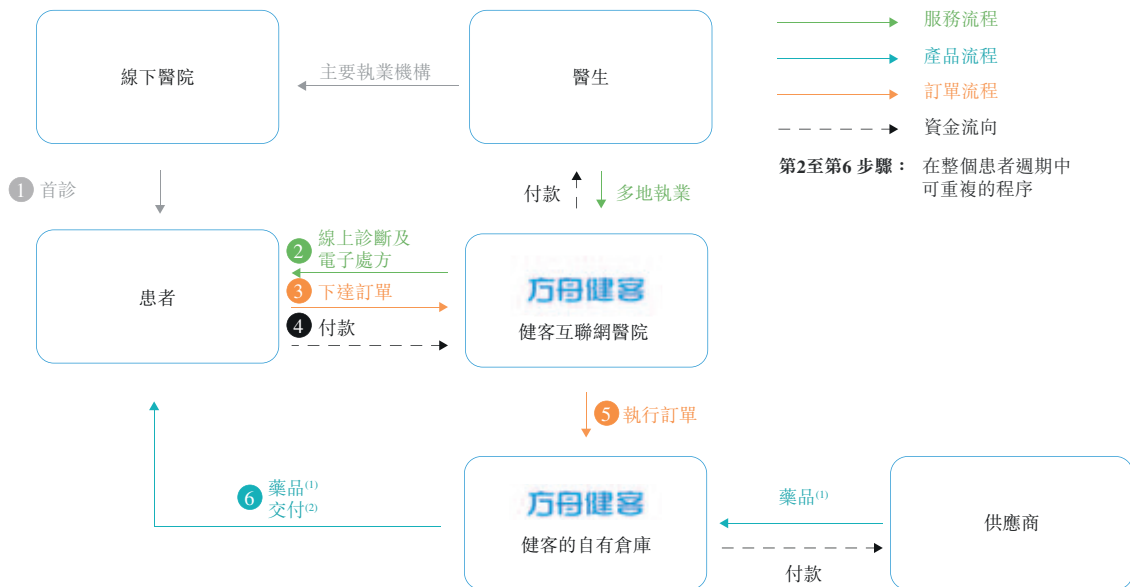 線下醫院
主要執業機構
醫生
服務流程
產品流程
訂單流程
資金流向
第2至第6 步驟： 在整個患者週期中
可重複的程序
1 首診
付款
多地執業
患者
2 線上診斷及
電子處方
3 下達訂單
4 付款
方舟健客
健客互聯網醫院
5 執行訂單
6 藥品(1)
交付(2)
方舟健客
健客的自有倉庫
藥品(1)
付款
供應商